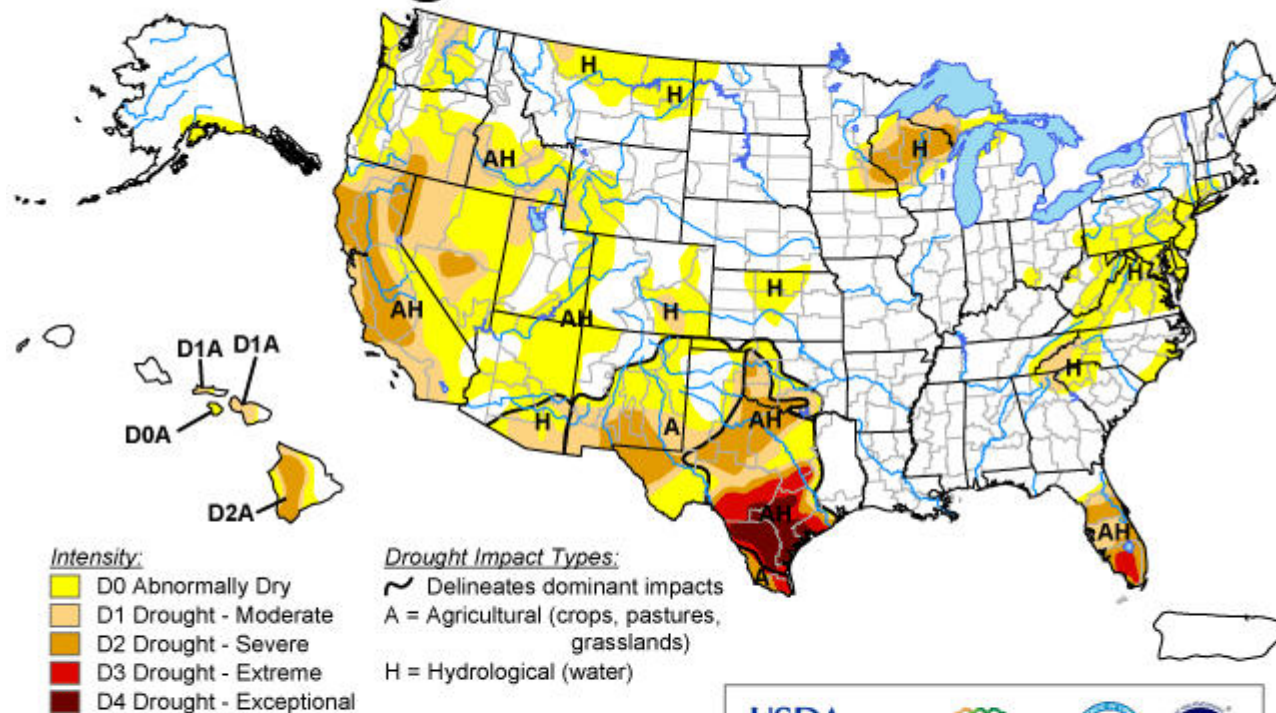 H
H
AH
H
AH
H
H
H
AH
H
H
A
AH
AH
A
AH
D1A D1A
D0A
D2A
Intensity:
D0 Abnormally Dry
D1 Drought - Moderate
D2 Drought - Severe
D3 Drought - Extreme
D4 Drought - Exceptional
Drought Impact Types:
Delineates dominant impacts
A = Agricultural (crops, pastures,
grasslands)
H = Hydrological (water)
USDA